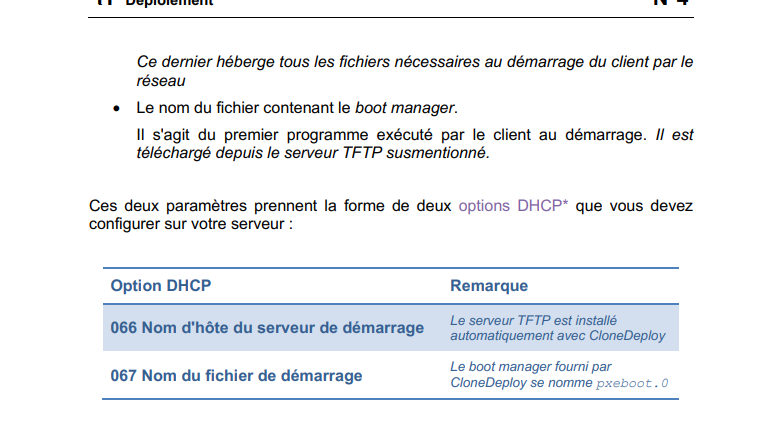 Déploiement N°4
Ce dernier héberge tous les fichiers nécessaires au démarrage du client par le
réseau
• Le nom du fichier contenant le boot manager.
Il s'agit du premier programme exécuté par le client au démarrage. Il est
téléchargé depuis le serveur TFTP susmentionné.
Ces deux paramètres prennent la forme de deux options DHCP* que vous devez
configurer sur votre serveur :
Option DHCP Remarque
066 Nom d'hôte du serveur de démarrage Le serveur TFTP est installé
automatiquement avec CloneDeploy
067 Nom du fichier de démarrage Le boot manager fourni par
CloneDeploy se nomme pxeboot.0